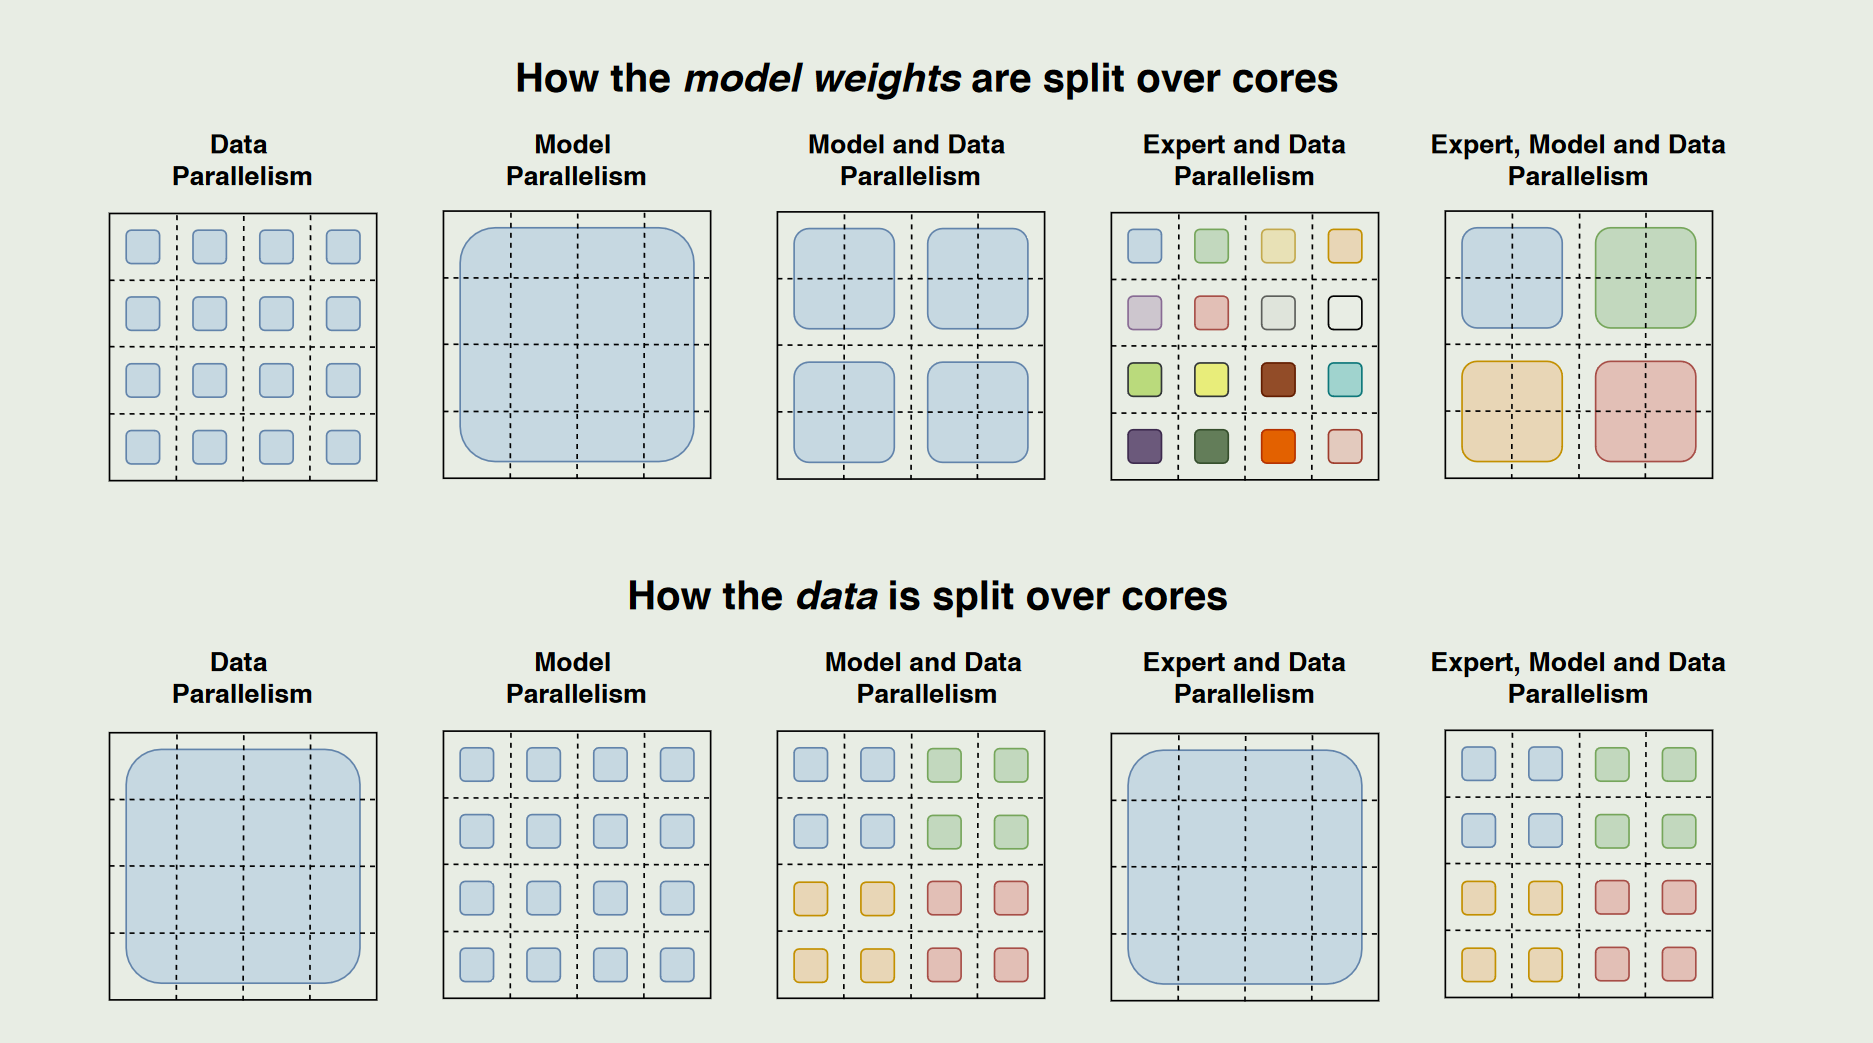 How the model weights are split over cores
Data
Parallelism
Model
Parallelism
Model and Data
Parallelism
Expert and Data
Parallelism
Expert, Model and Data
Parallelism
How the data is split over cores
Data
Parallelism
Model
Parallelism
Model and Data
Parallelism
Expert and Data
Parallelism
Expert, Model and Data
Parallelism